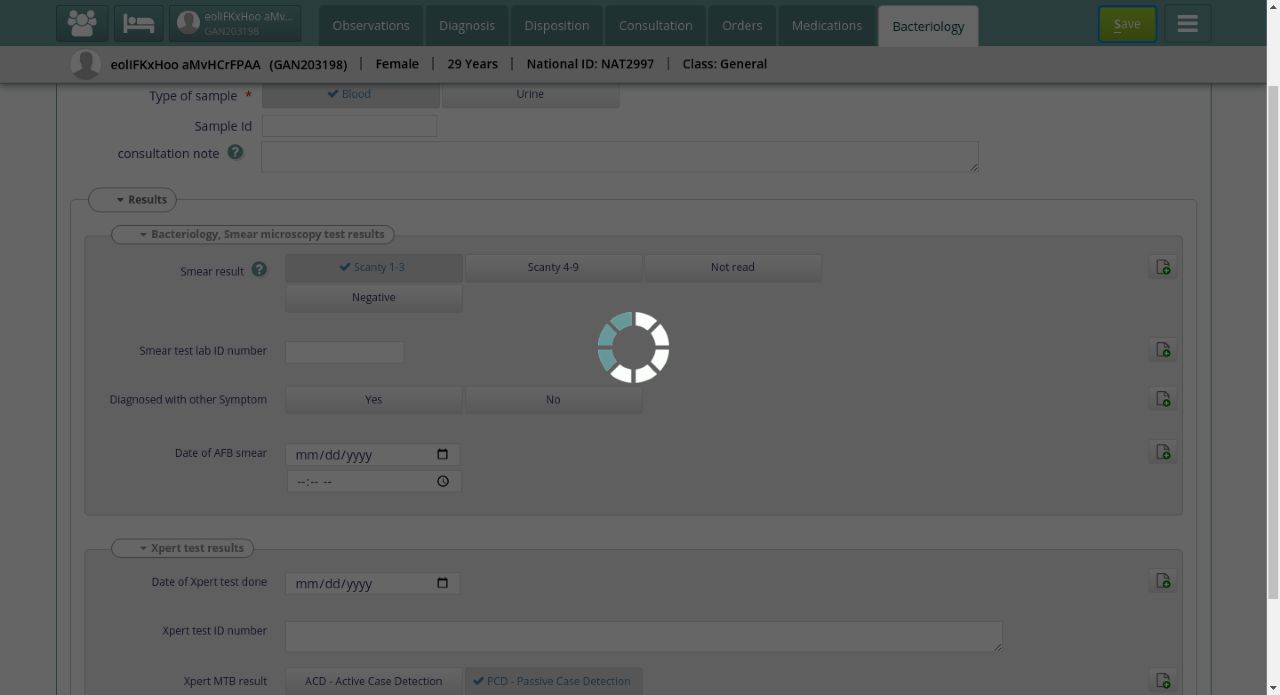 eoIIFKxHoo aMv...
GAN203198
Observations
Diagnosis
Disposition
Consultation
Orders
Medications
Bacteriology
Save
eoIIFKxHoo aMvHCrFPAA (GAN203198) | Female | 29 Years | National ID: NAT2997 | Class: General
Type of sample * Blood Urine
Sample Id
consultation note ?
Results
Bacteriology, Smear microscopy test results
Smear result ? Scanty 1-3 Scanty 4-9 Not read
Negative
Smear test lab ID number
Diagnosed with other Symptom Yes No
Date of AFB smear mm/dd/yyyy
--:-- --
Xpert test results
Date of Xpert test done mm/dd/yyyy
Xpert test ID number
Xpert MTB result ACD - Active Case Detection PCD - Passive Case Detection